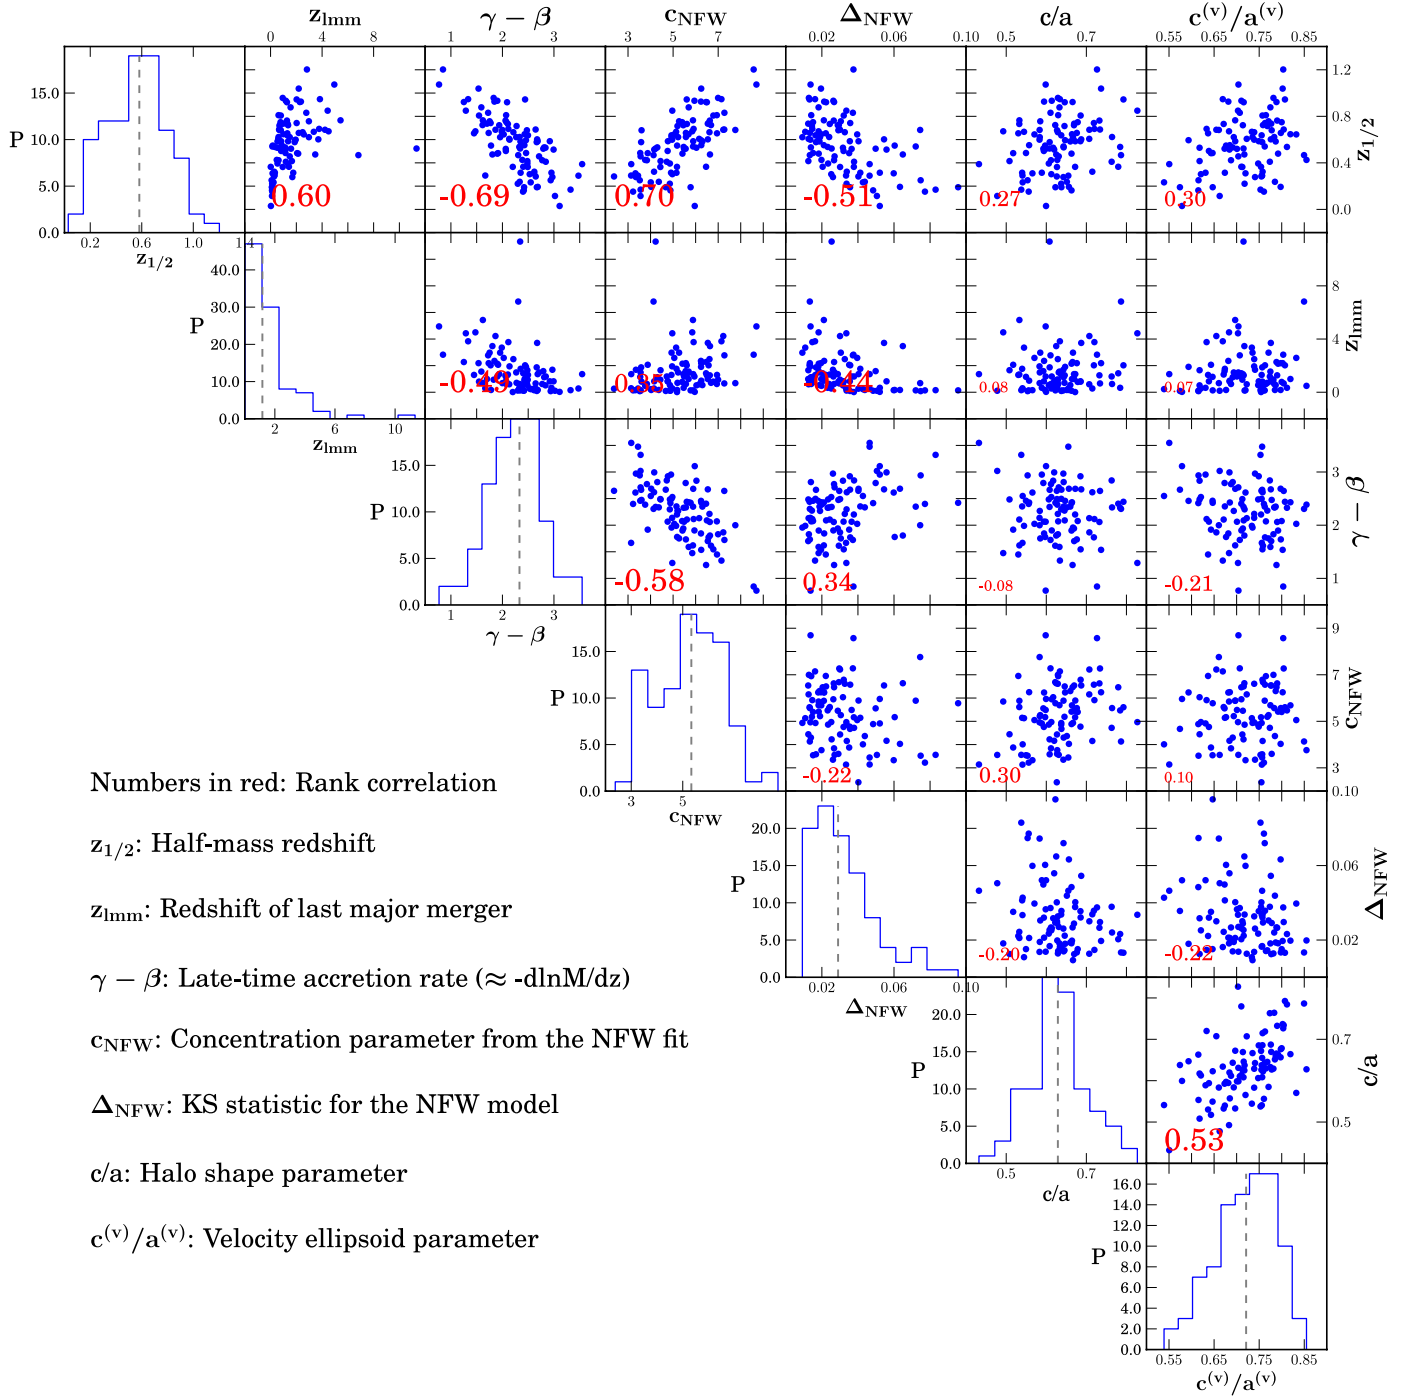 z_lmm γ − β c_NFW Δ_NFW c/a c^(v)/a^(v)
0 4 8 1 2 3 3 5 7 0.02 0.06 0.10 0.5 0.7 0.55 0.65 0.75 0.85
15.0 1.2
P 10.0 0.8 z_1/2
5.0 0.4
0.60 -0.69 0.70 -0.51 0.27 0.30
0.0 0.0
0.2 0.6 1.0
z_1/2
40.0
30.0 8
P 20.0 4 z_lmm
10.0 -0.49 0.35 -0.44 0.08 0.07
0.0 0
2 6 10
z_lmm
15.0 3
P 10.0 2 γ − β
5.0 -0.58 0.34 -0.08 -0.21
0.0 1
1 2 3
γ − β
9
15.0 7
P 10.0 5 c_NFW
5.0 -0.22 0.30 0.10
0.0 3
3 5
c_NFW
0.10
20.0
15.0 0.06
P 10.0 Δ_NFW
5.0 -0.20 -0.22 0.02
0.0
0.02 0.06 0.10
Δ_NFW
20.0 0.7
15.0
P 10.0 c/a
5.0 0.53 0.5
0.0
0.5 0.7
c/a
16.0
14.0
12.0
10.0
P 8.0
6.0
4.0
2.0
0.0
0.55 0.65 0.75 0.85
c^(v)/a^(v)
Numbers in red: Rank correlation
z_1/2: Half-mass redshift
z_lmm: Redshift of last major merger
γ − β: Late-time accretion rate (≈ -dlnM/dz)
c_NFW: Concentration parameter from the NFW fit
Δ_NFW: KS statistic for the NFW model
c/a: Halo shape parameter
c^(v)/a^(v): Velocity ellipsoid parameter